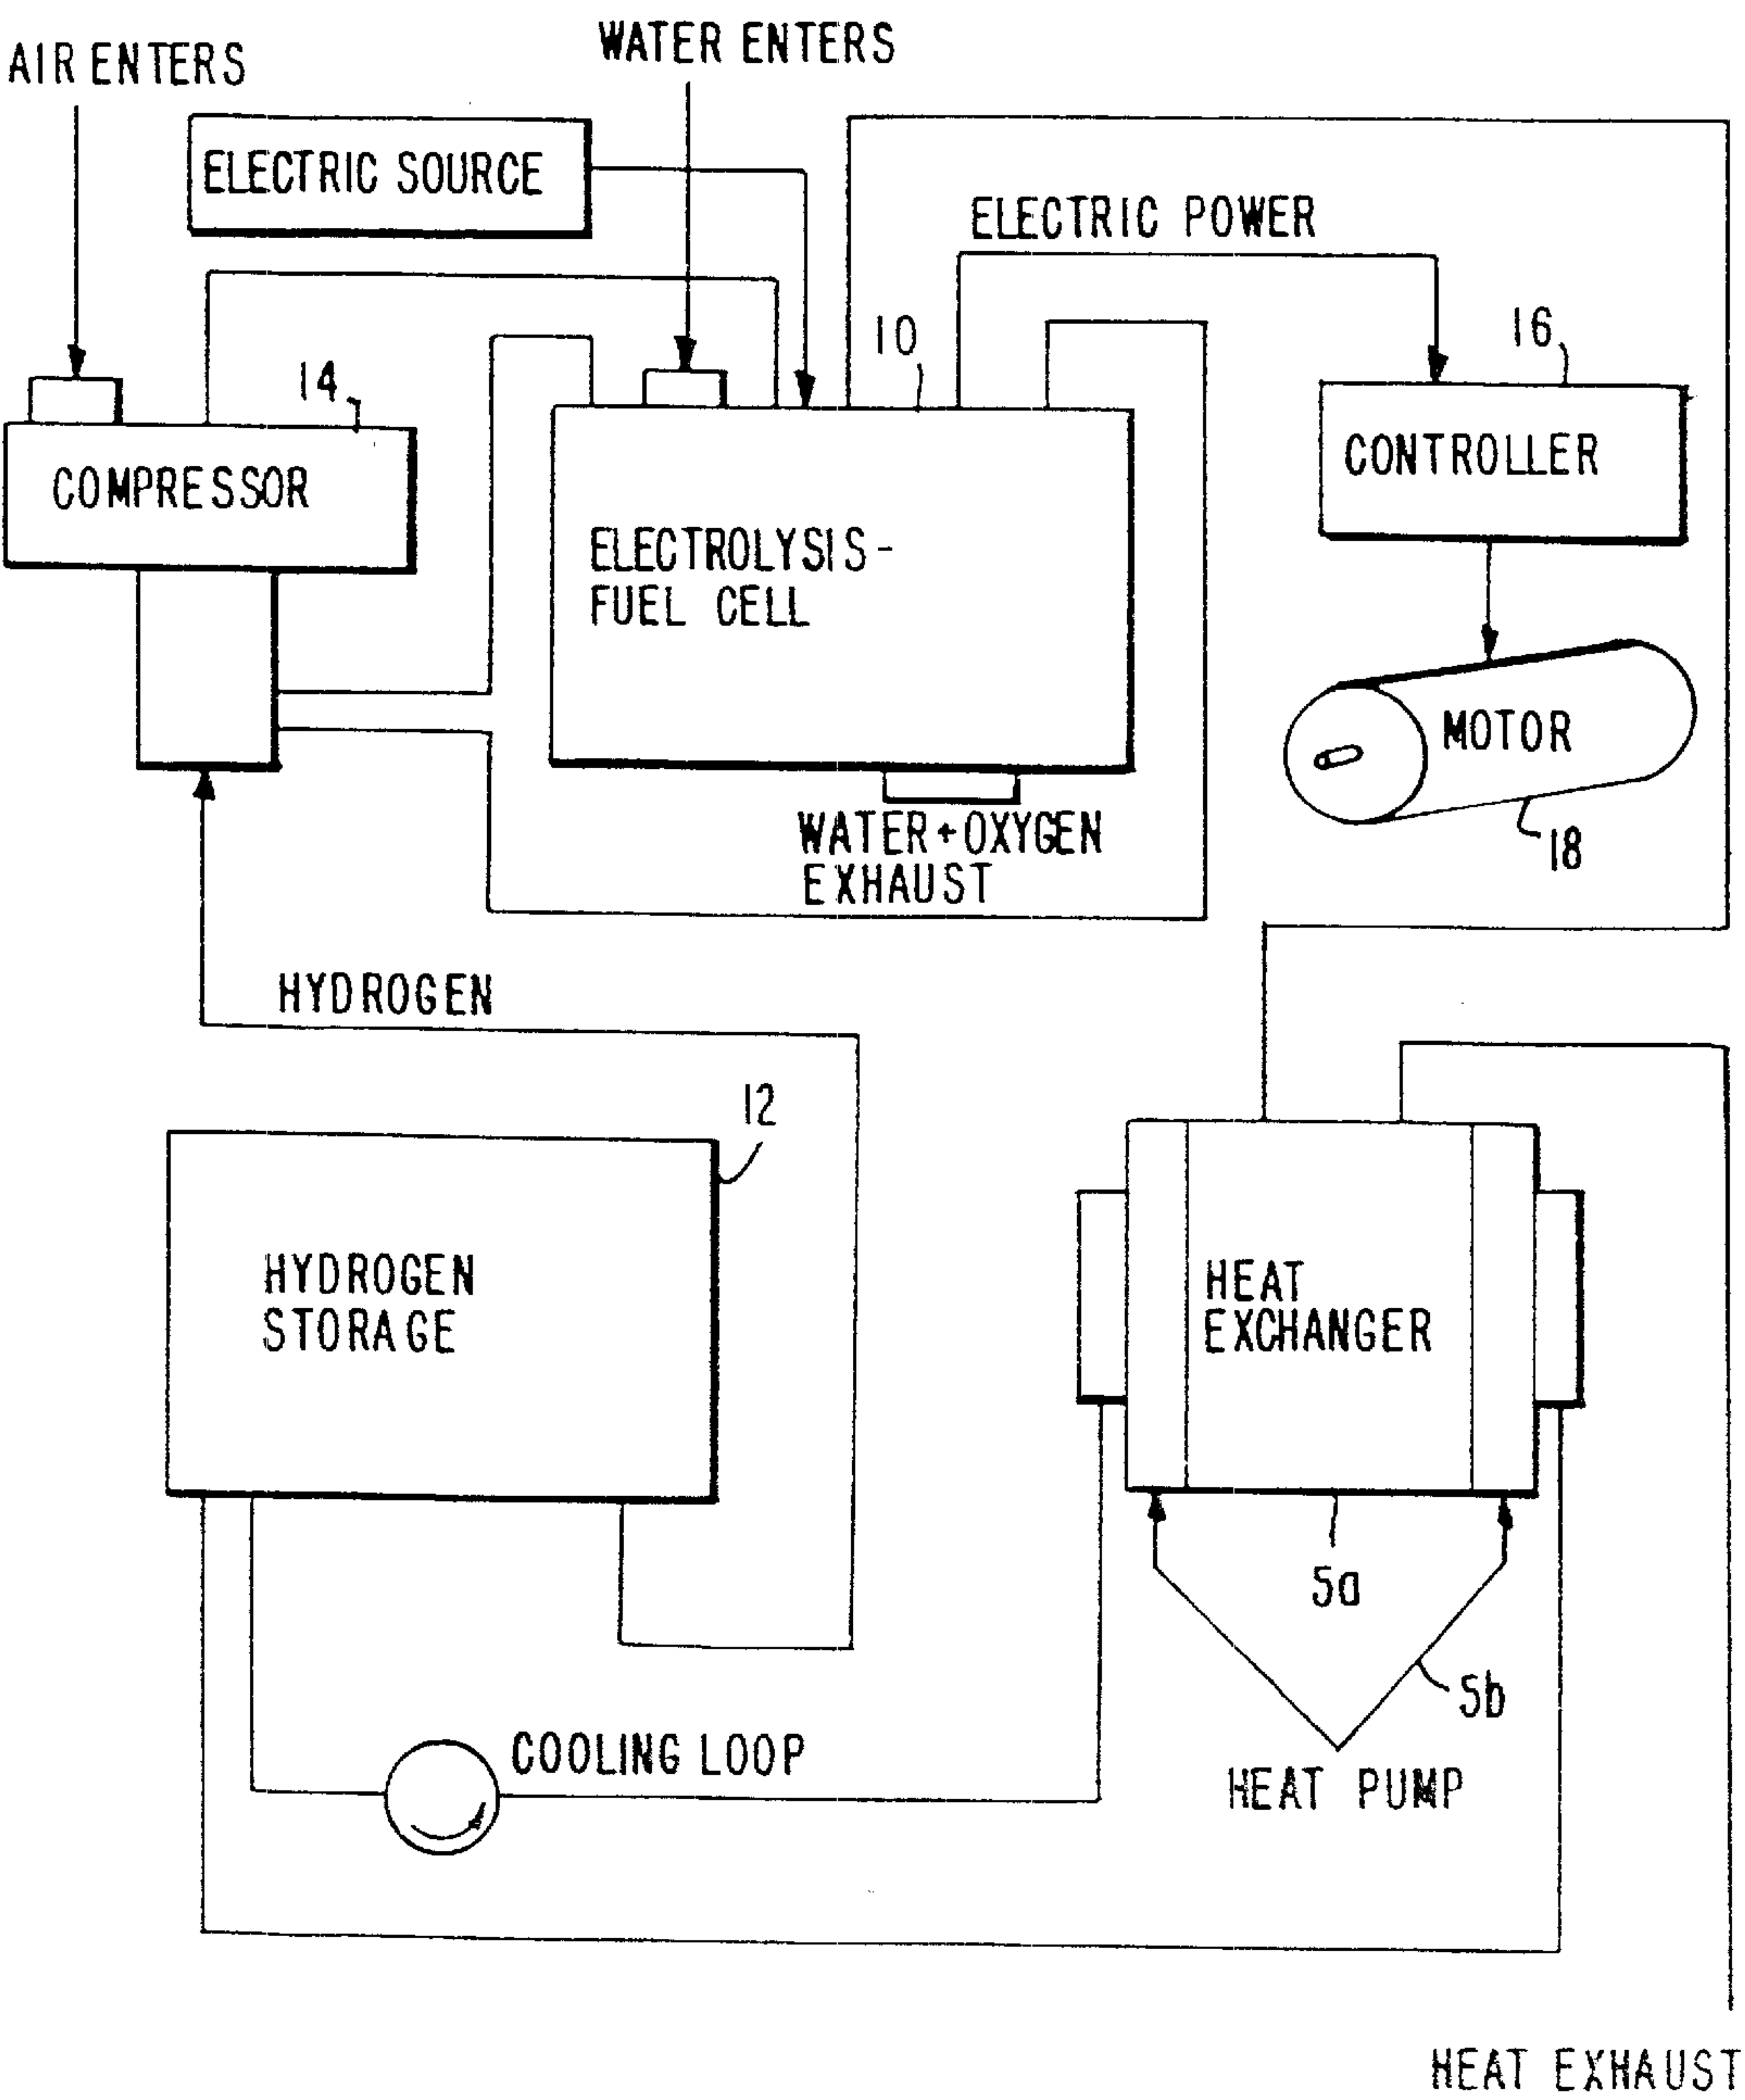 AIR ENTERS
WATER ENTERS
ELECTRIC SOURCE
ELECTRIC POWER
10
16
14
COMPRESSOR
CONTROLLER
ELECTROLYSIS-
FUEL CELL
MOTOR
18
WATER+OXYGEN
EXHAUST
HYDROGEN
12
HYDROGEN
STORAGE
HEAT
EXCHANGER
5a
5b
COOLING LOOP
HEAT PUMP
HEAT EXHAUST